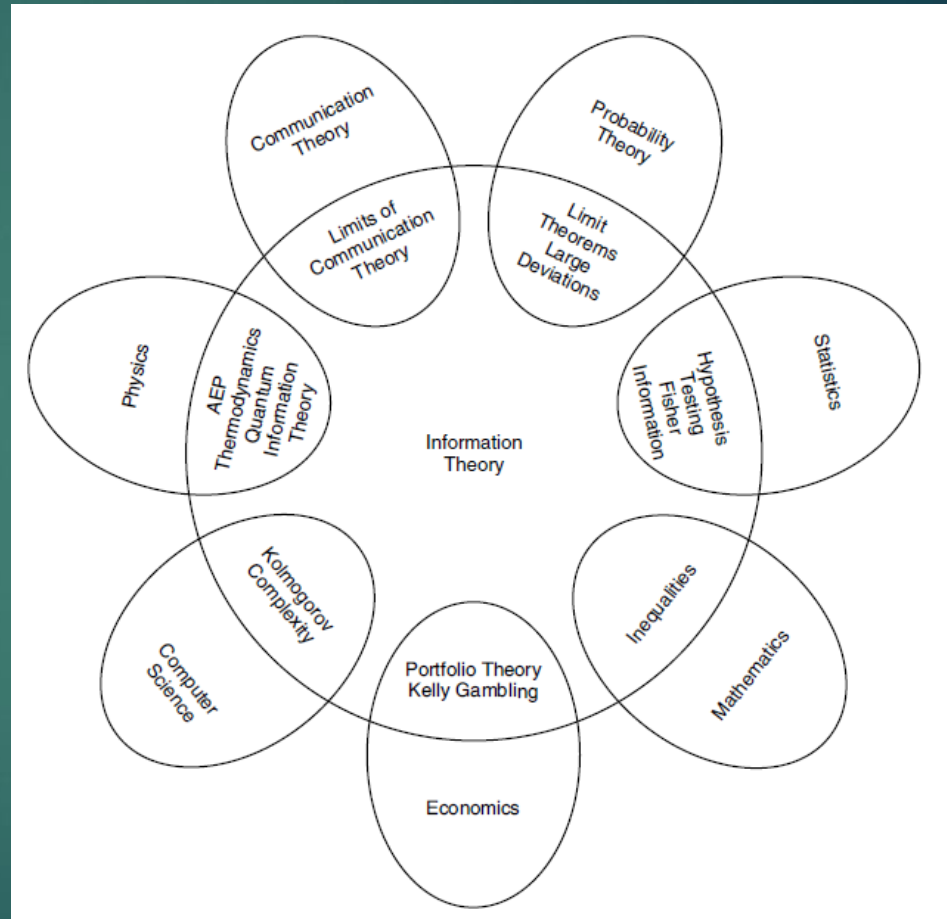 Communication
Theory
Limits of
Communication
Theory
Probability
Theory
Limit
Theorems
Large
Deviations
Physics
AEP
Thermodynamics
Quantum
Information
Theory
Information
Theory
Hypothesis
Testing
Fisher
Information
Statistics
Kolmogorov
Complexity
Computer
Science
Portfolio Theory
Kelly Gambling
Economics
Inequalities
Mathematics